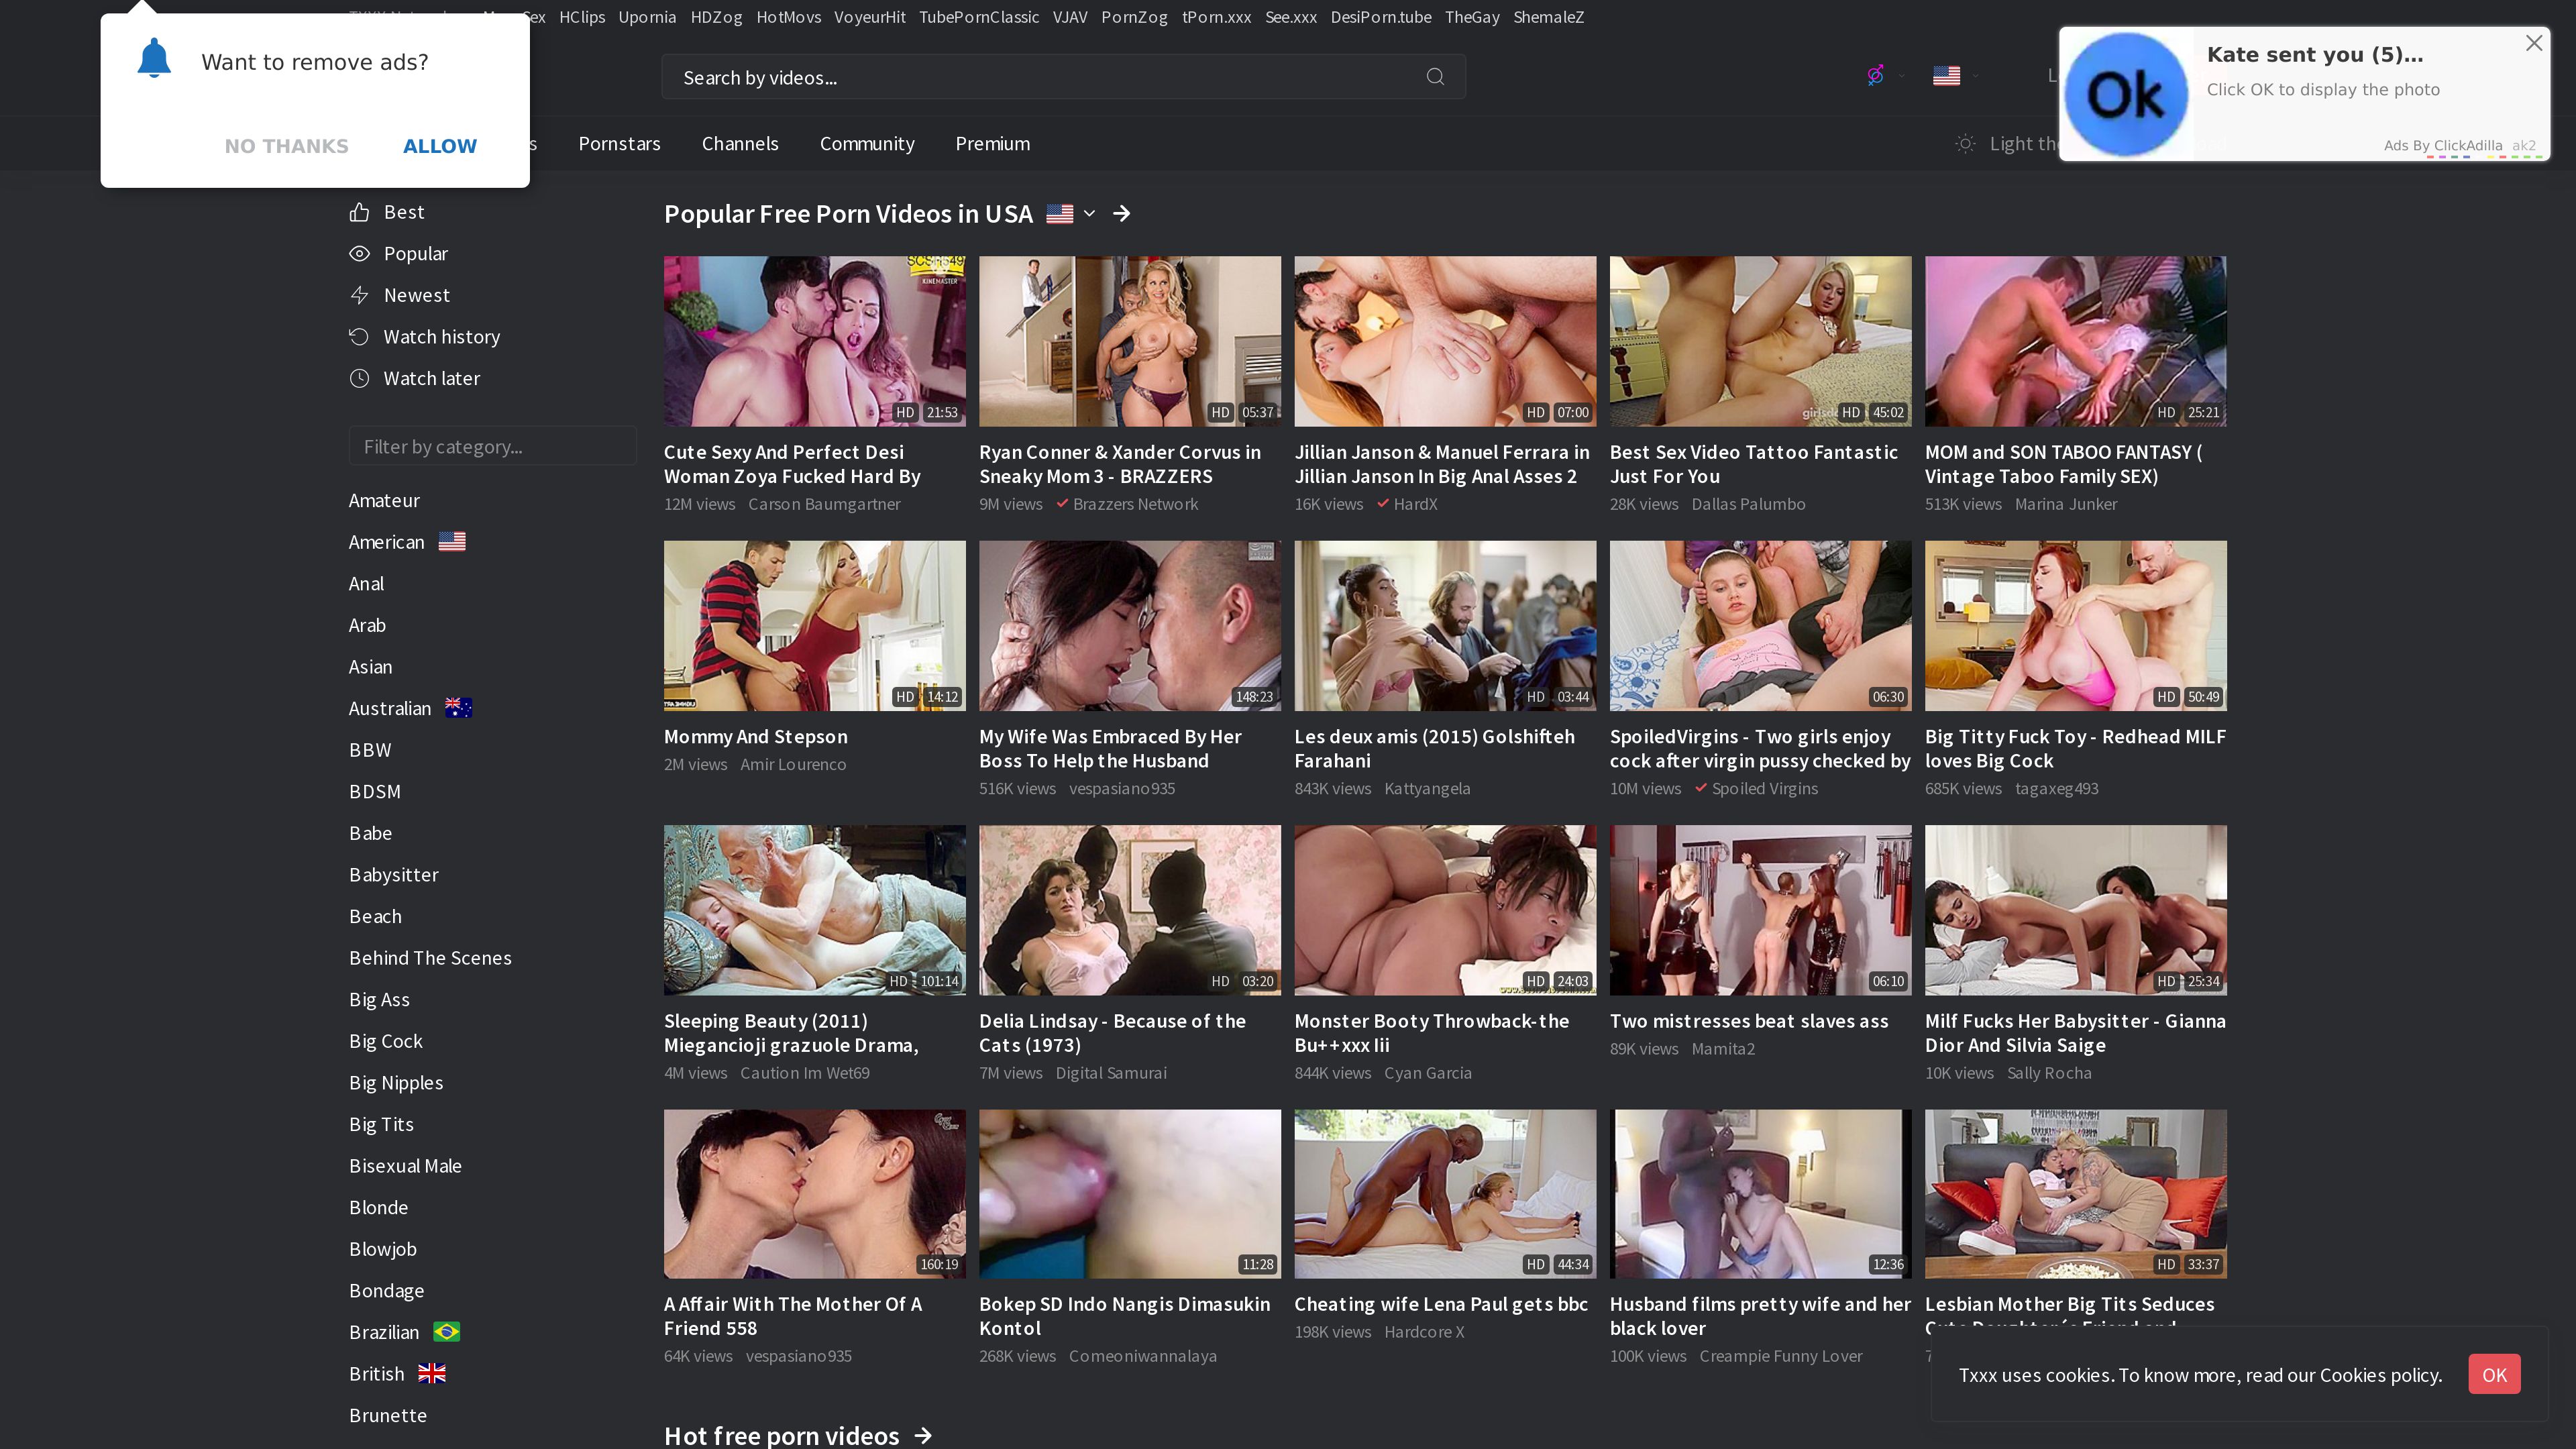 Sex HClips Upornia HDZog HotMovs VoyeurHit TubePornClassic VJAV PornZog tPorn.xxx See.xxx DesiPorn.tube TheGay ShemaleZ
Want to remove ads?
NO THANKS ALLOW
Search by videos...
Kate sent you (5)...
Click OK to display the photo
Ok
Ads By ClickAdilla ak2
Pornstars Channels Community Premium
Light
Best
Popular
Newest
Watch history
Watch later
Filter by category...
Amateur
American
Anal
Arab
Asian
Australian
BBW
BDSM
Babe
Babysitter
Beach
Behind The Scenes
Big Ass
Big Cock
Big Nipples
Big Tits
Bisexual Male
Blonde
Blowjob
Bondage
Brazilian
British
Brunette
Popular Free Porn Videos in USA
KINEMASTER
HD 21:53
Cute Sexy And Perfect Desi
Woman Zoya Fucked Hard By
12M views Carson Baumgartner
HD 05:37
Ryan Conner & Xander Corvus in
Sneaky Mom 3 - BRAZZERS
9M views Brazzers Network
HD 07:00
Jillian Janson & Manuel Ferrara in
Jillian Janson In Big Anal Asses 2
16K views HardX
HD 45:02
Best Sex Video Tattoo Fantastic
Just For You
28K views Dallas Palumbo
HD 25:21
MOM and SON TABOO FANTASY (
Vintage Taboo Family SEX)
513K views Marina Junker
HD 14:12
Mommy And Stepson
2M views Amir Lourenco
148:23
My Wife Was Embraced By Her
Boss To Help the Husband
516K views vespasiano935
HD 03:44
Les deux amis (2015) Golshifteh
Farahani
843K views Kattyangela
06:30
SpoiledVirgins - Two girls enjoy
cock after virgin pussy checked by
10M views Spoiled Virgins
HD 50:49
Big Titty Fuck Toy - Redhead MILF
loves Big Cock
685K views tagaxeg493
HD 101:14
Sleeping Beauty (2011)
Miegancioji grazuole Drama,
4M views Caution Im Wet69
HD 03:20
Delia Lindsay - Because of the
Cats (1973)
7M views Digital Samurai
HD 24:03
Monster Booty Throwback-the
Bu++xxx Iii
844K views Cyan Garcia
06:10
Two mistresses beat slaves ass
89K views Mamita2
HD 25:34
Milf Fucks Her Babysitter - Gianna
Dior And Silvia Saige
10K views Sally Rocha
160:19
A Affair With The Mother Of A
Friend 558
64K views vespasiano935
11:28
Bokep SD Indo Nangis Dimasukin
Kontol
268K views Comeoniwannalaya
HD 44:34
Cheating wife Lena Paul gets bbc
198K views Hardcore X
12:36
Husband films pretty wife and her
black lover
100K views Creampie Funny Lover
HD 33:37
Lesbian Mother Big Tits Seduces
Txxx uses cookies. To know more, read our Cookies policy. OK
Hot free porn videos